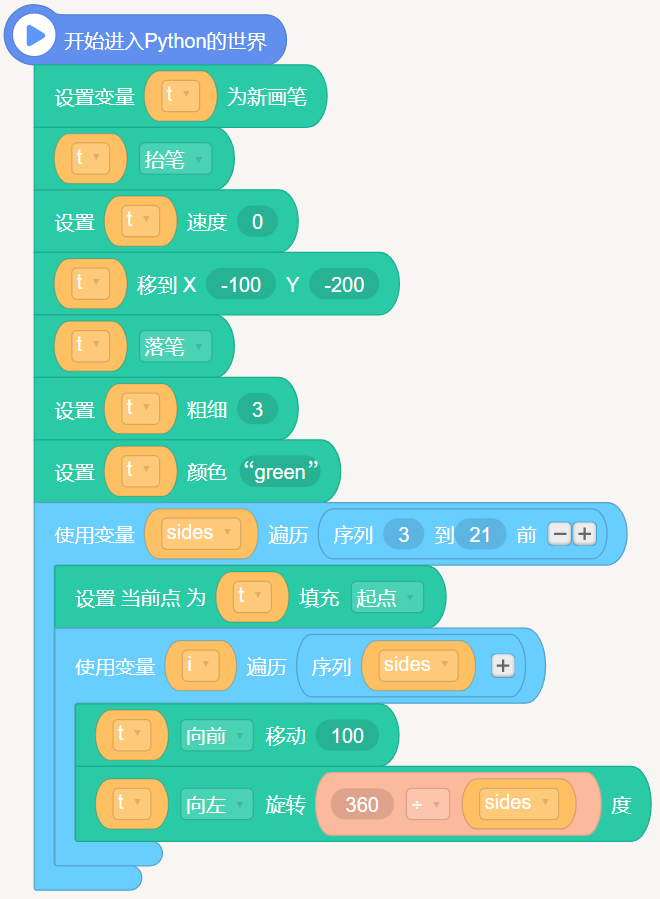 开始进入Python的世界
设置变量 t 为新画笔
t 抬笔
设置 t 速度 0
t 移到 X -100 Y -200
t 落笔
设置 t 粗细 3
设置 t 颜色 “green”
使用变量 sides 遍历 序列 3 到 21 前 − +
设置 当前点 为 t 填充 起点
使用变量 i 遍历 序列 sides +
t 向前 移动 100
t 向左 旋转 360 ÷ sides 度